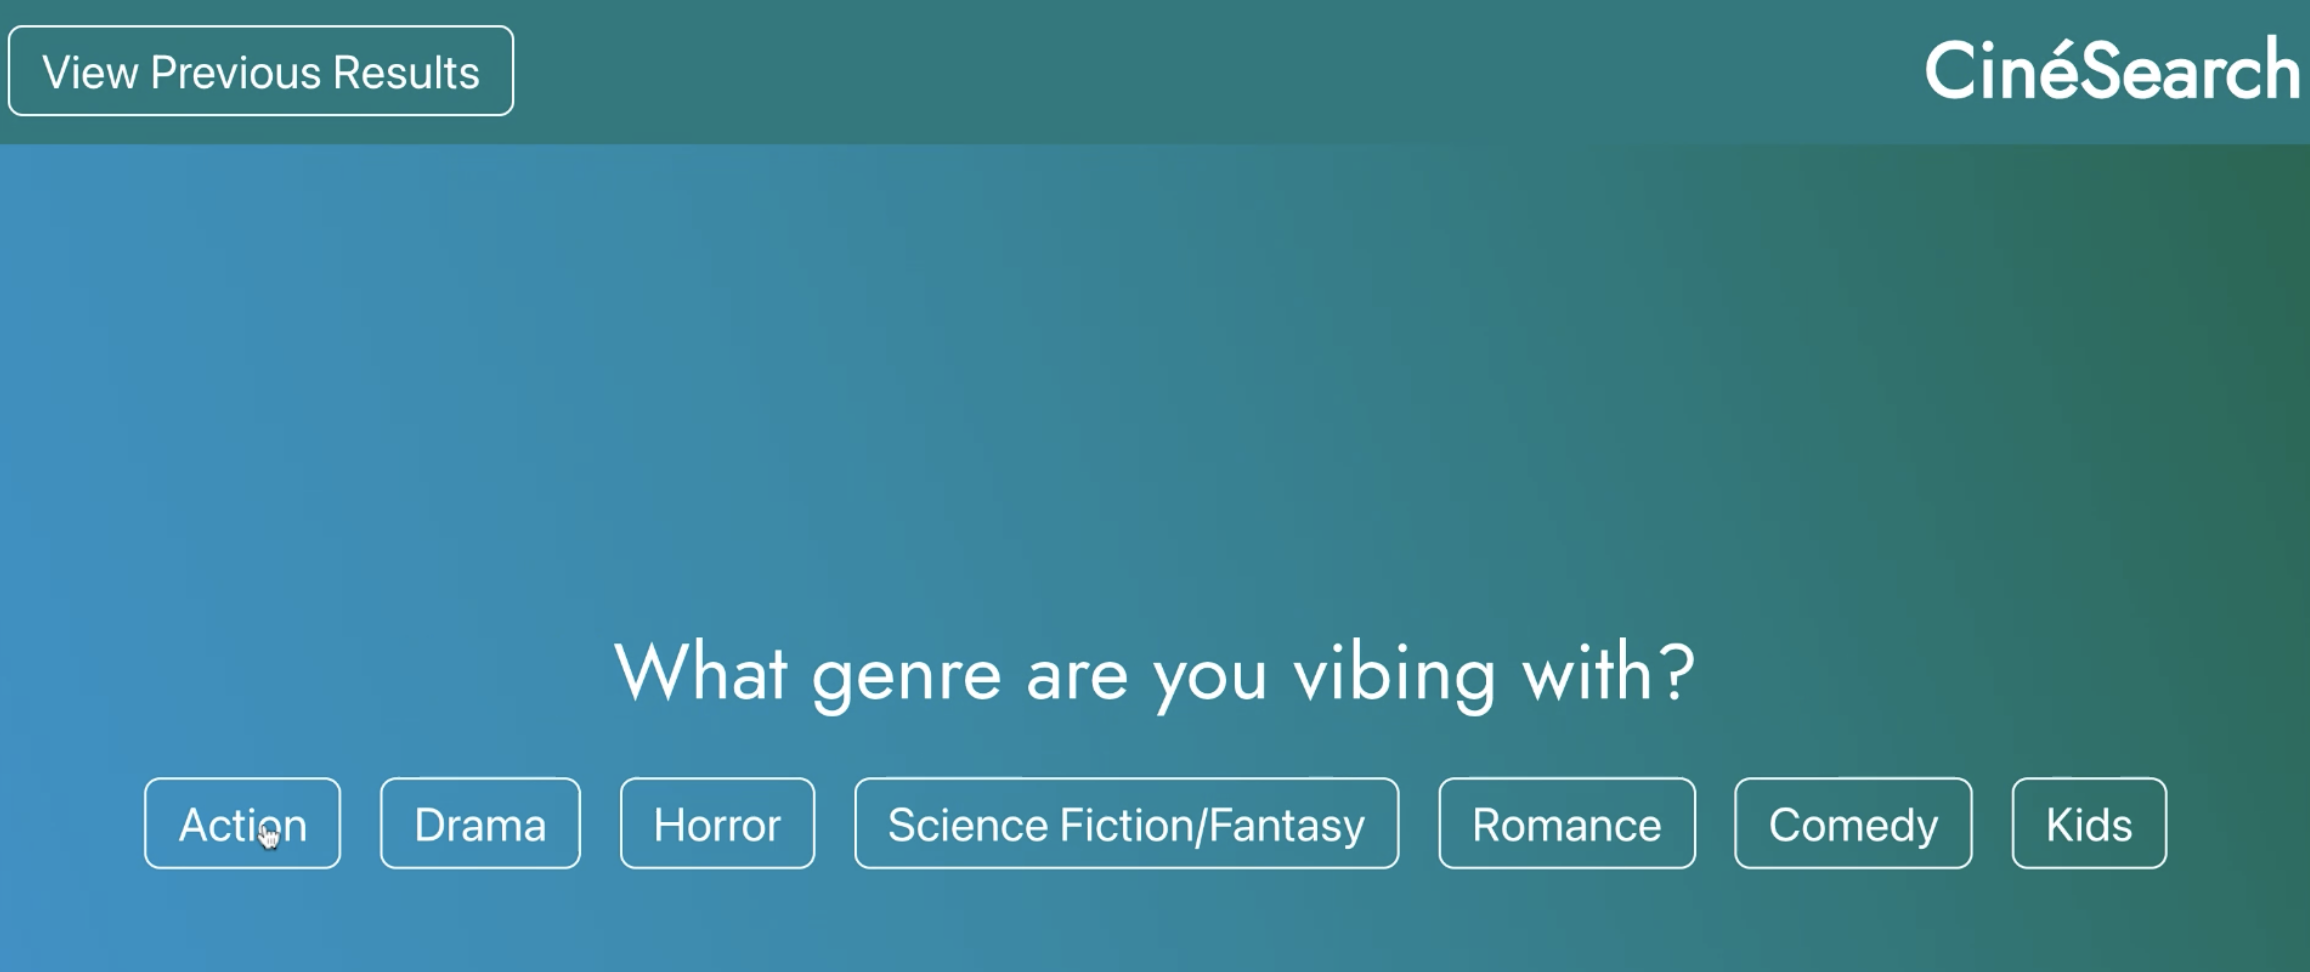 View Previous Results
CinéSearch
What genre are you vibing with?
Action
Drama
Horror
Science Fiction/Fantasy
Romance
Comedy
Kids